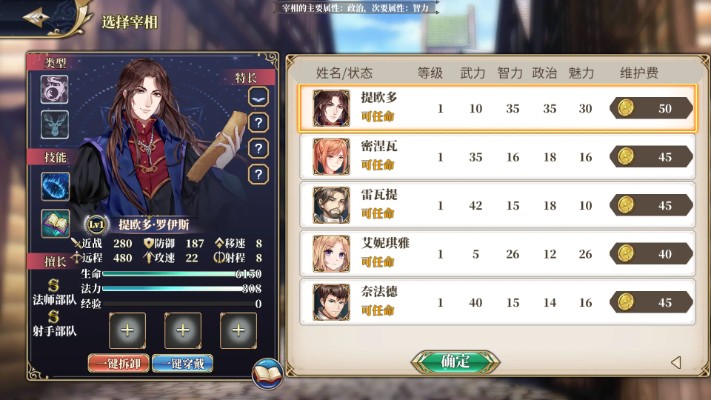 宰相的主要属性：政治，次要属性：智力
选择宰相
类型
特长
?
?
?
技能
Lv1 提欧多·罗伊斯
近战 280 防御 187 移速 8
远程 480 攻速 22 射程 8
擅长
生命 6150
法力 308
经验 0
S
法师部队
S
射手部队
一键拆卸 一键穿戴
姓名/状态 等级 武力 智力 政治 魅力 维护费
提欧多
可任命 1 10 35 35 30 50
密涅瓦
可任命 1 35 16 18 16 45
雷瓦提
可任命 1 42 15 18 10 45
艾妮琪雅
可任命 1 5 26 12 26 40
奈法德
可任命 1 40 15 14 16 45
确定